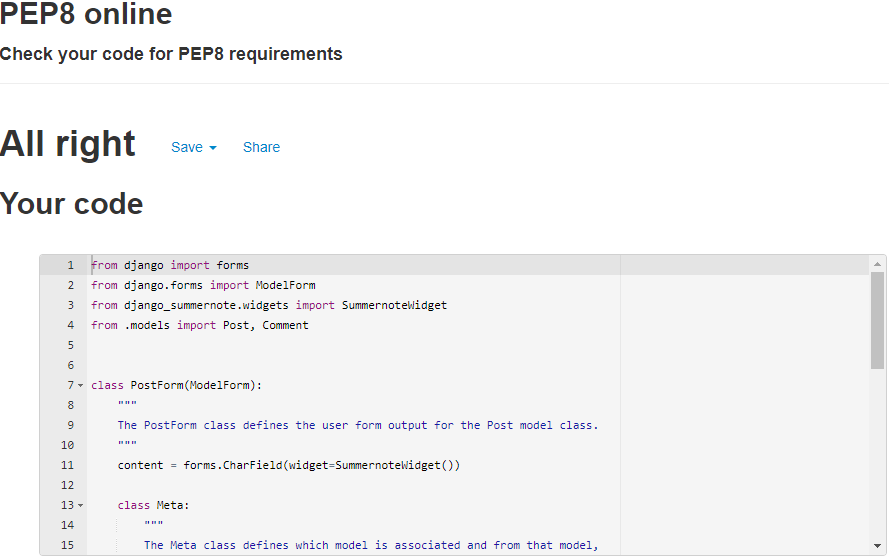 PEP8 online
Check your code for PEP8 requirements
All right Save Share
Your code
1 from django import forms
2 from django.forms import ModelForm
3 from django_summernote.widgets import SummernoteWidget
4 from .models import Post, Comment
5
6
7 class PostForm(ModelForm):
8 """
9 The PostForm class defines the user form output for the Post model class.
10 """
11 content = forms.CharField(widget=SummernoteWidget())
12
13 class Meta:
14 """
15 The Meta class defines which model is associated and from that model,